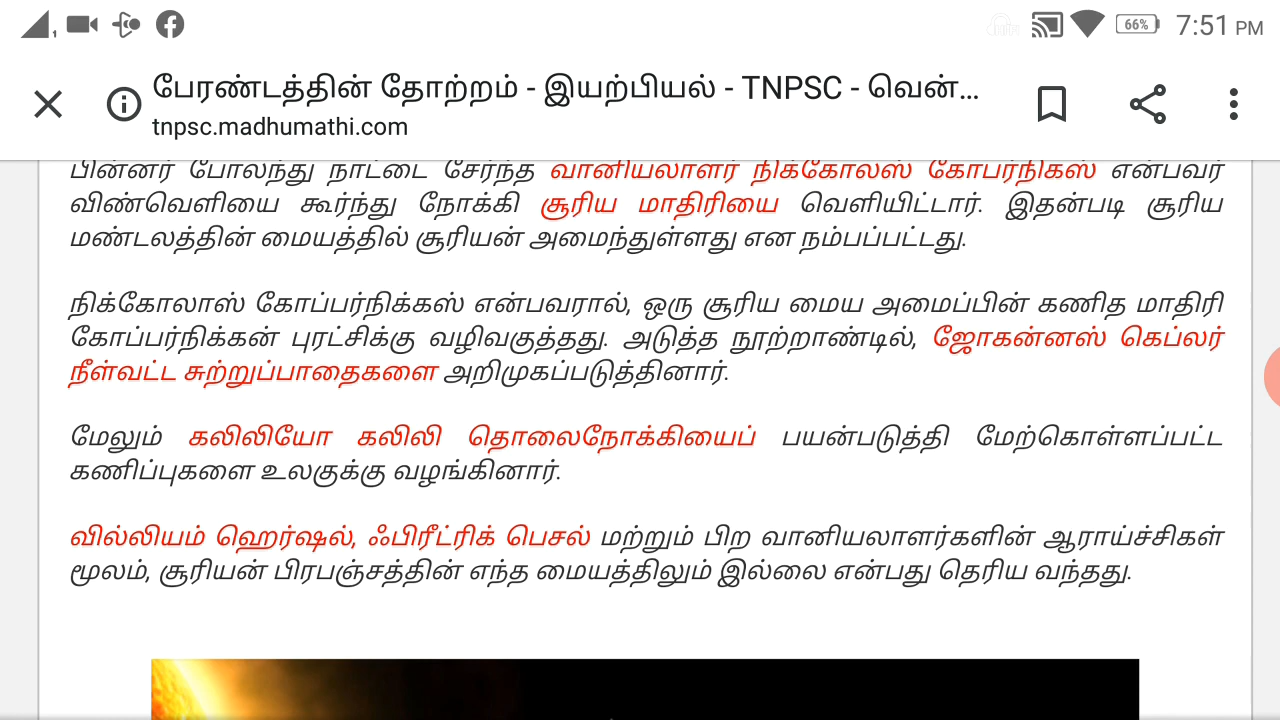 66%
7:51 PM
பேரண்டத்தின் தோற்றம் - இயற்பியல் - TNPSC - வென்...
tnpsc.madhumathi.com
பின்னர் போலந்து நாட்டை சேர்ந்த வானியலாளர் நிக்கோலஸ் கோபர்நிகஸ் என்பவர்
விண்வெளியை கூர்ந்து நோக்கி சூரிய மாதிரியை வெளியிட்டார். இதன்படி சூரிய
மண்டலத்தின் மையத்தில் சூரியன் அமைந்துள்ளது என நம்பப்பட்டது.
நிக்கோலாஸ் கோப்பர்நிக்கஸ் என்பவரால், ஒரு சூரிய மைய அமைப்பின் கணித மாதிரி
கோப்பர்நிக்கன் புரட்சிக்கு வழிவகுத்தது. அடுத்த நூற்றாண்டில், ஜோகன்னஸ் கெப்லர்
நீள்வட்ட சுற்றுப்பாதைகளை அறிமுகப்படுத்தினார்.
மேலும் கலிலியோ கலிலி தொலைநோக்கியைப் பயன்படுத்தி மேற்கொள்ளப்பட்ட
கணிப்புகளை உலகுக்கு வழங்கினார்.
வில்லியம் ஹெர்ஷல், ஃபிரீட்ரிக் பெசல் மற்றும் பிற வானியலாளர்களின் ஆராய்ச்சிகள்
மூலம், சூரியன் பிரபஞ்சத்தின் எந்த மையத்திலும் இல்லை என்பது தெரிய வந்தது.